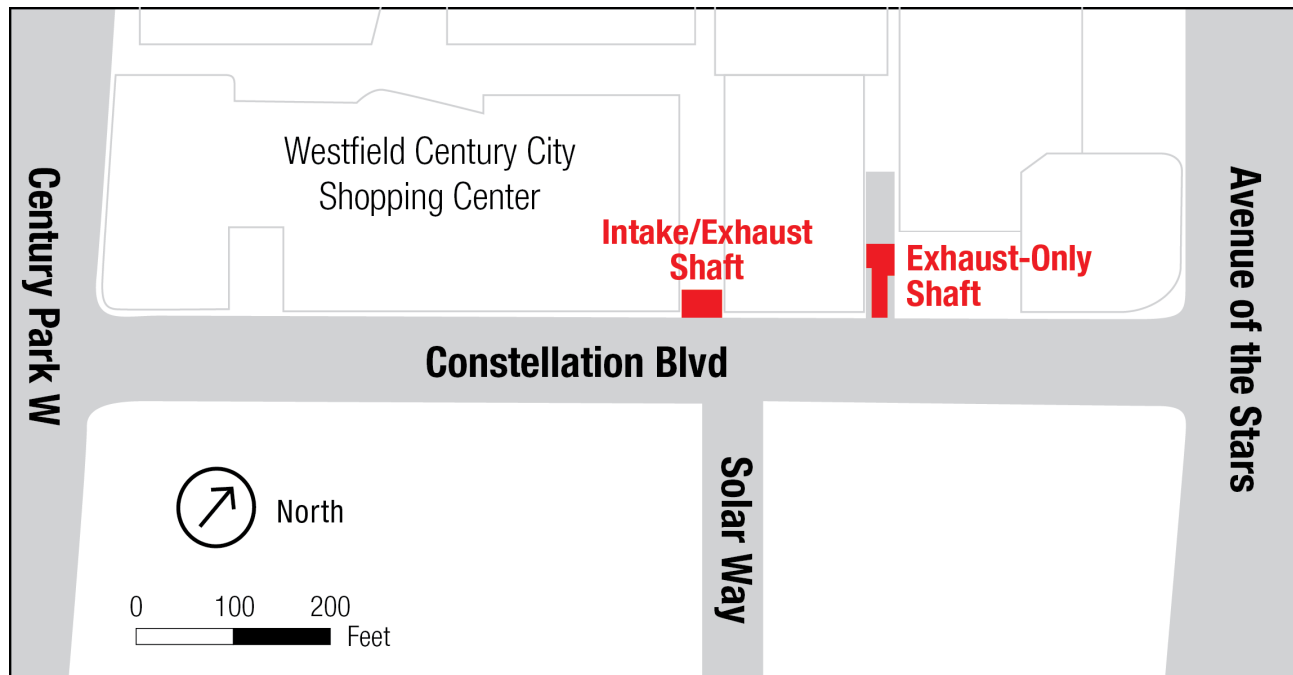 Westfield Century City
Shopping Center
Century Park W
Intake/Exhaust
Shaft
Exhaust-Only
Shaft
Avenue of the Stars
Constellation Blvd
Solar Way
North
0 100 200
Feet